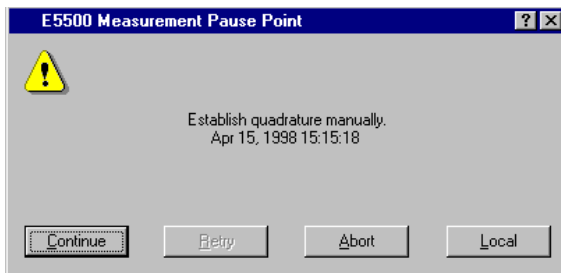 E5500 Measurement Pause Point
Establish quadrature manually.
Apr 15, 1998 15:15:18
Continue Retry Abort Local